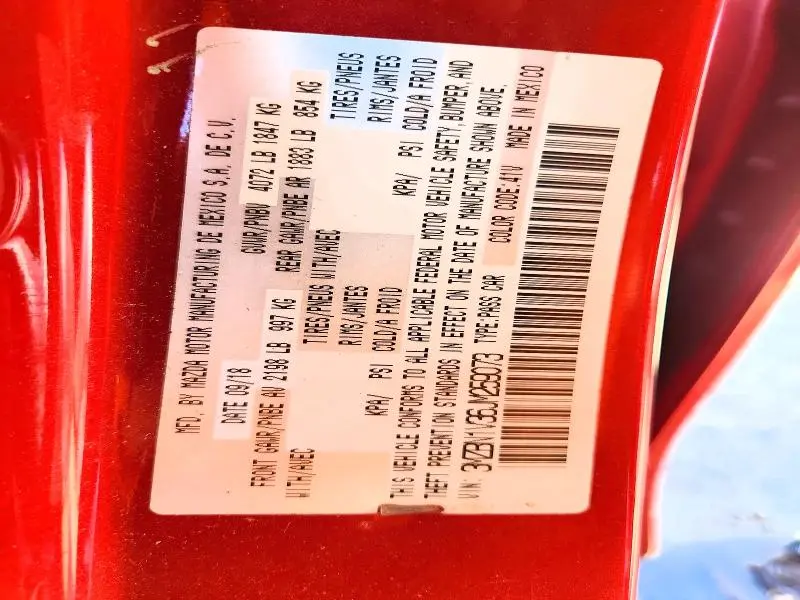 MFD. BY MAZDA MOTOR MANUFACTURING DE MEXICO S.A. DE C.V.
DATE 09/18 GVWR/PNBV 4072 LB 1847 KG
FRONT GAWR/PNBE AV 2198 LB 997 KG REAR GAWR/PNBE AR 1883 LB 854 KG
WITH/AVEC TIRES/PNEUS WITH/AVEC TIRES/PNEUS
RIMS/JANTES RIMS/JANTES
KPA/ PSI COLD/A FROID KPA/ PSI COLD/A FROID
THIS VEHICLE CONFORMS TO ALL APPLICABLE FEDERAL MOTOR VEHICLE SAFETY, BUMPER, AND
THEFT PREVENTION STANDARDS IN EFFECT ON THE DATE OF MANUFACTURE SHOWN ABOVE.
VIN: 3MZBN1V36JM269073 TYPE:PASS CAR COLOR CODE:41V MADE IN MEXICO